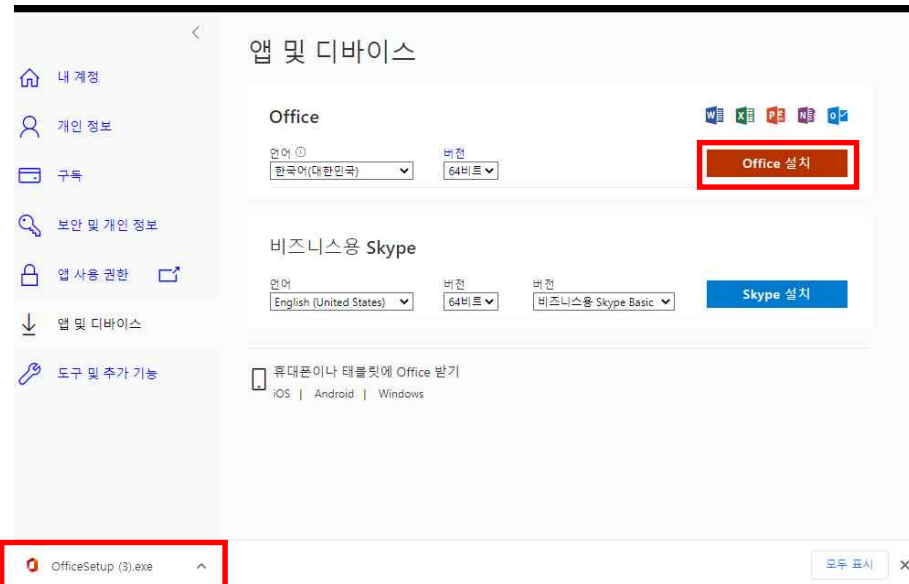 앱 및 디바이스
내 계정
개인 정보
구독
보안 및 개인 정보
앱 사용 권한
앱 및 디바이스
도구 및 추가 기능
Office
언어
버전
한국어(대한민국)
64비트
Office 설치
비즈니스용 Skype
언어
버전
버전
English (United States)
64비트
비즈니스용 Skype Basic
Skype 설치
휴대폰이나 태블릿에 Office 받기
iOS | Android | Windows
OfficeSetup (3).exe
모두 표시